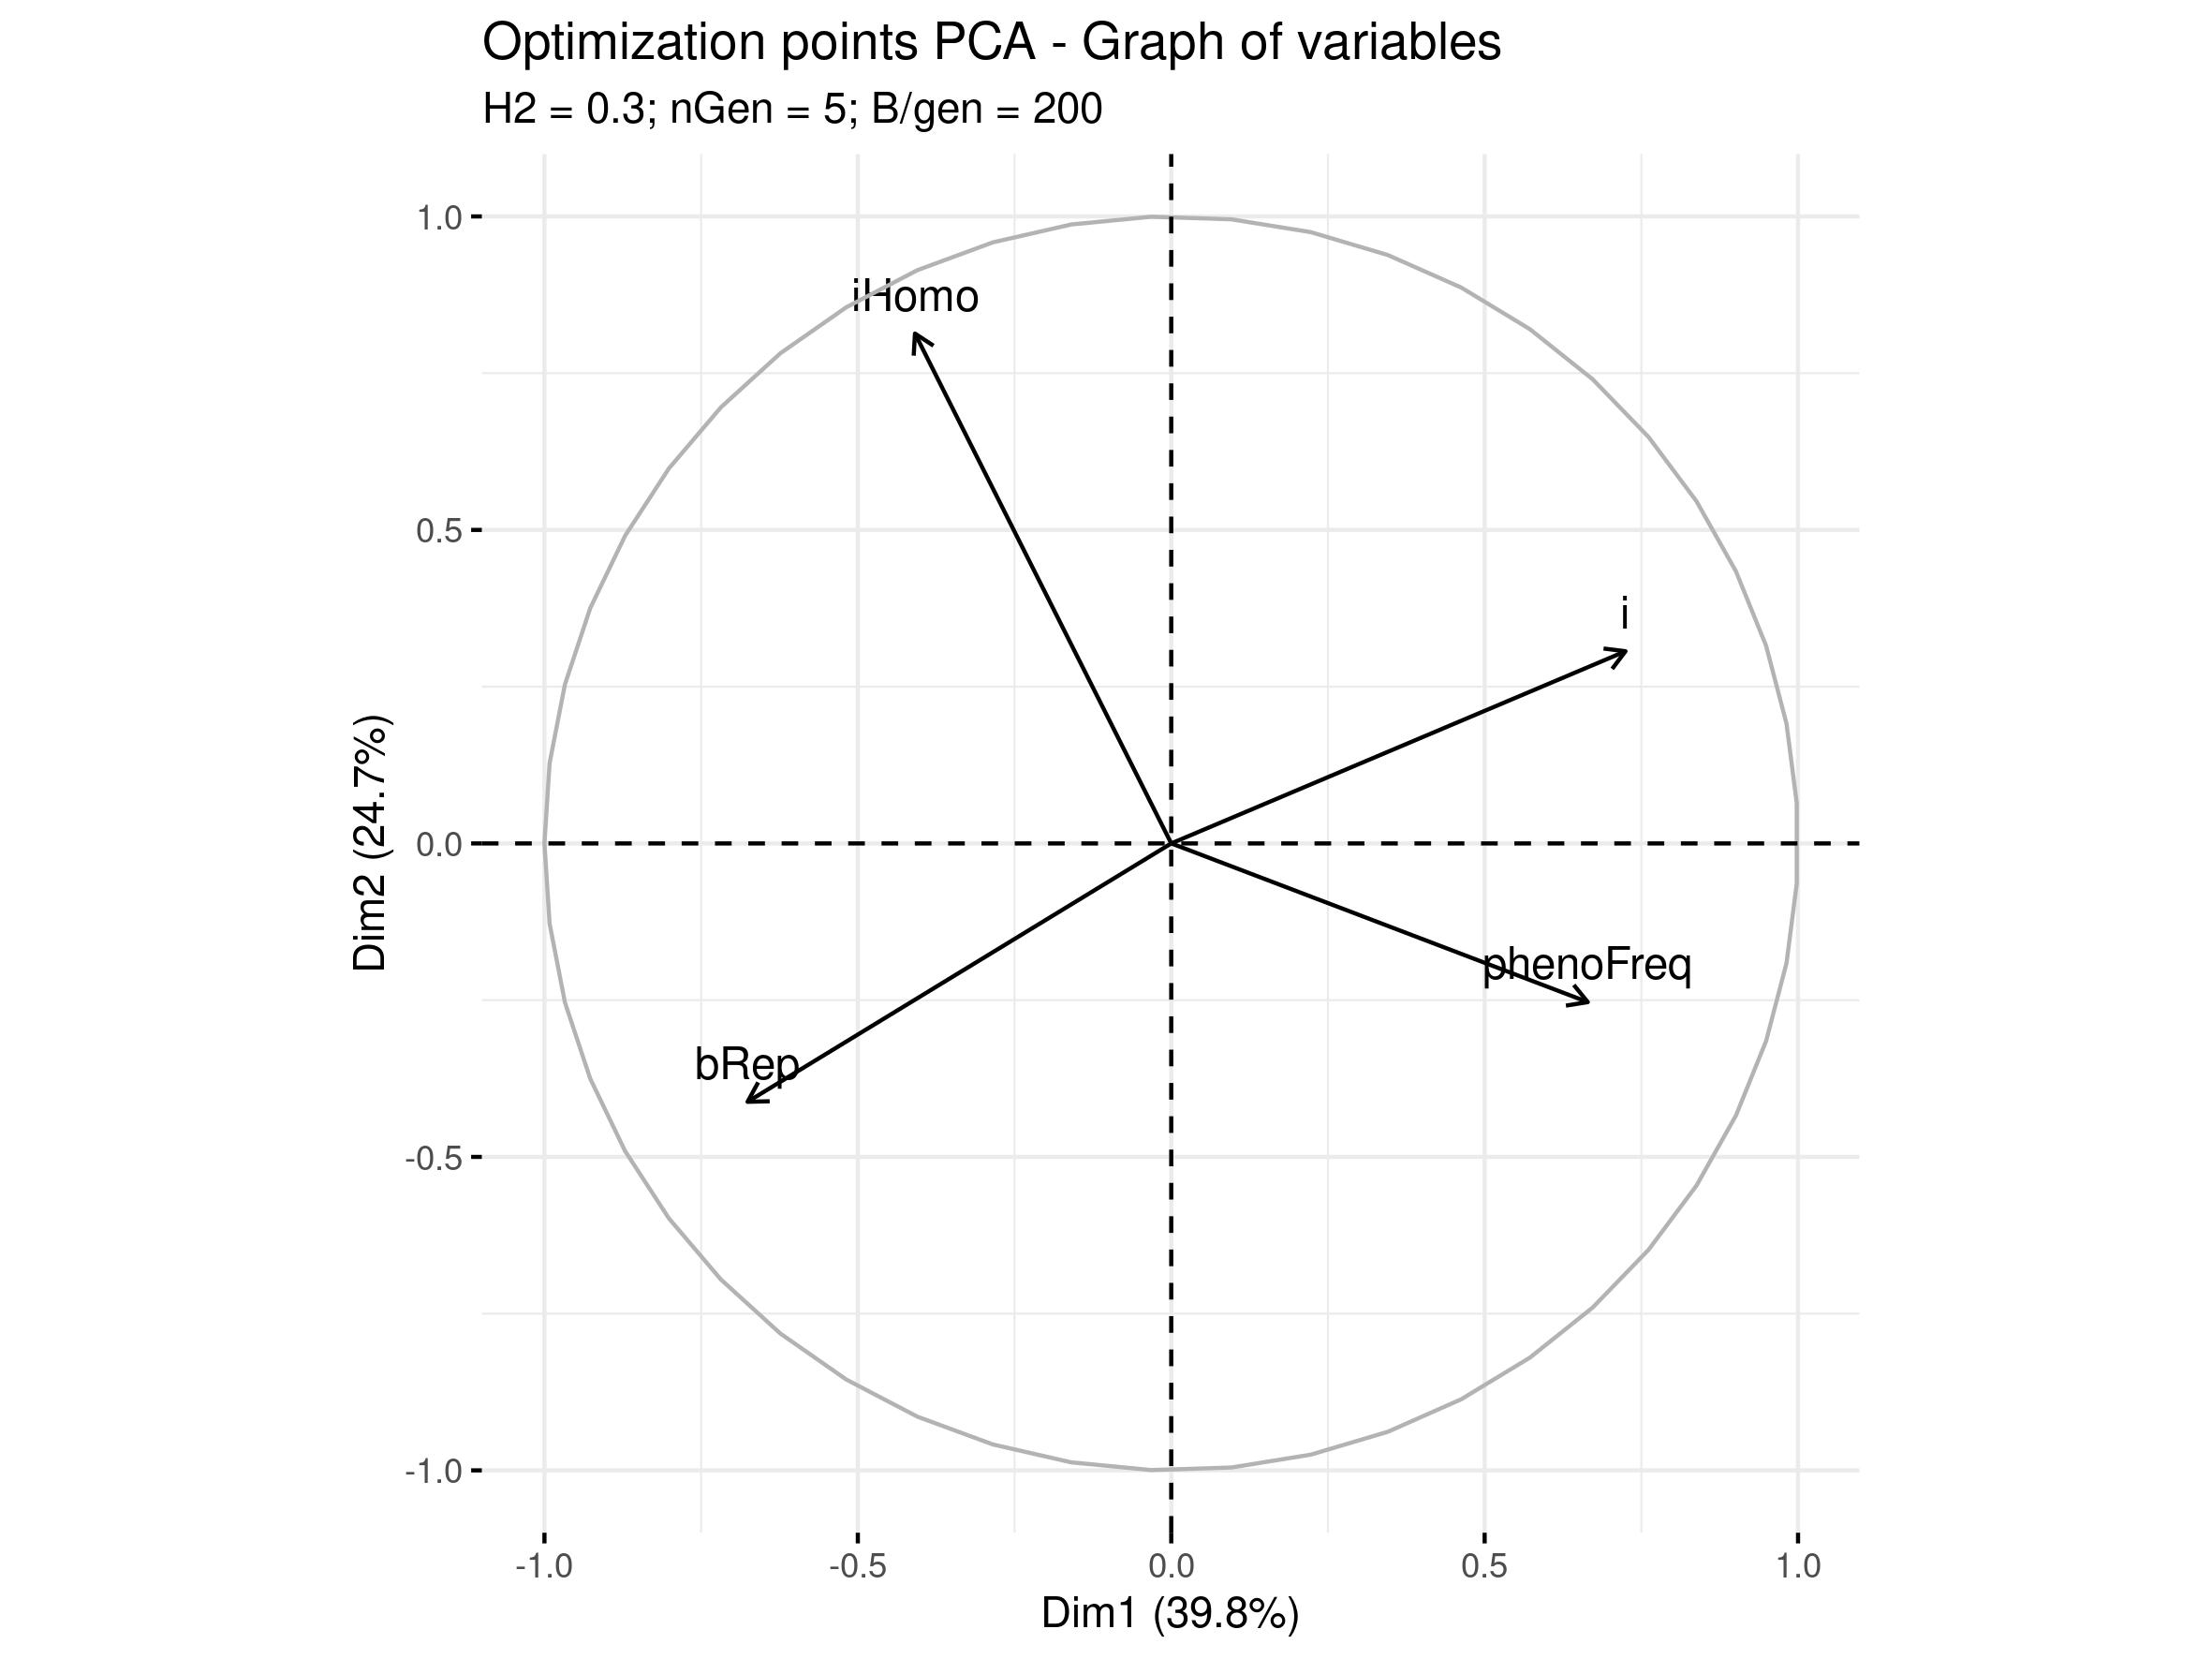 Optimization points PCA - Graph of variables
H2 = 0.3; nGen = 5; B/gen = 200
1.0
0.5
0.0
-0.5
-1.0
Dim2 (24.7%)
iHomo
i
phenoFreq
bRep
-1.0
-0.5
0.0
0.5
1.0
Dim1 (39.8%)